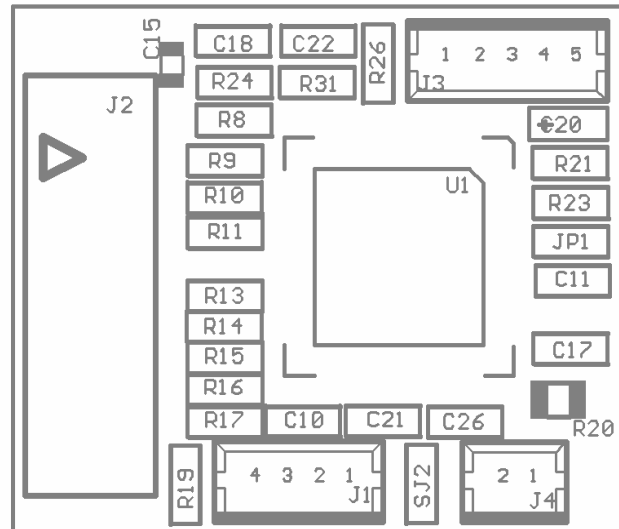 C15
C18
C22
R26
1 2 3 4 5
J3
R24
R31
J2
R8
C20
R9
R21
U1
R10
R23
R11
JP1
C11
R13
R14
R15
C17
R16
R17
C10
C21
C26
R20
R19
4 3 2 1
J1
SJ2
2 1
J4